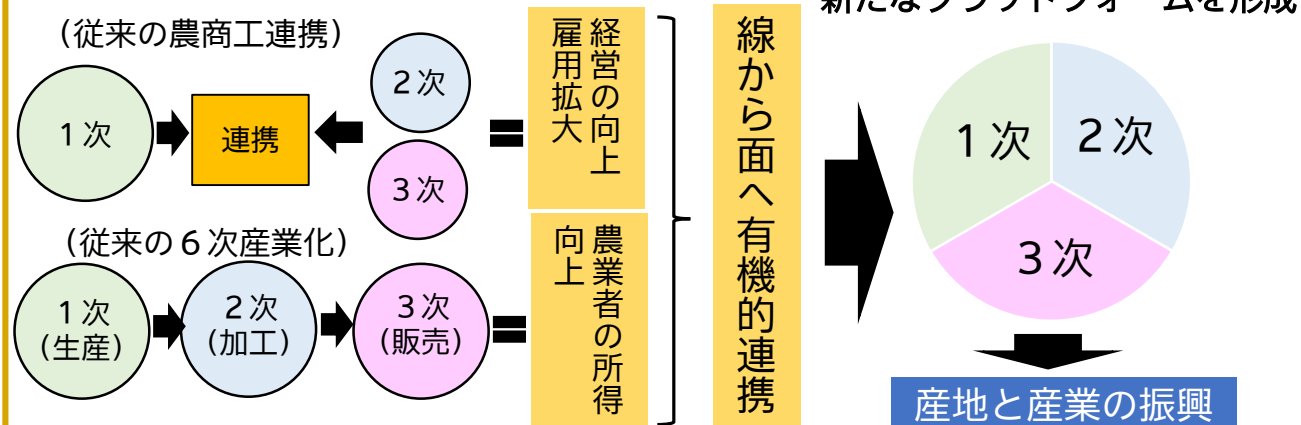 新たなプラットフォームを形成
（従来の農商工連携）
１次
連携
２次
３次
経営の向上
雇用拡大
（従来の６次産業化）
１次
（生産）
２次
（加工）
３次
（販売）
農業者の所得
向上
線から面へ有機的連携
１次
２次
３次
産地と産業の振興